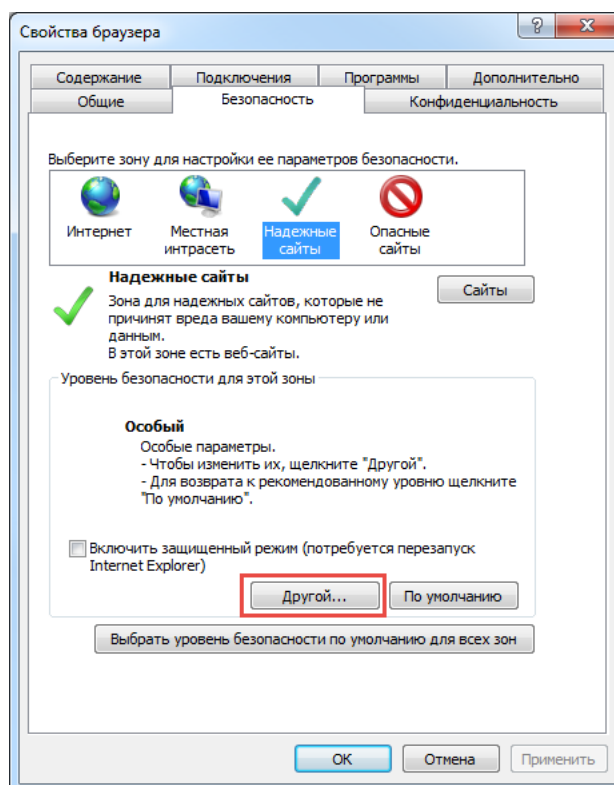 Свойства браузера
Содержание Подключения Программы Дополнительно
Общие Безопасность Конфиденциальность
Выберите зону для настройки ее параметров безопасности.
Интернет
Местная
интрасеть
Надежные
сайты
Опасные
сайты
Надежные сайты
Сайты
Зона для надежных сайтов, которые не
причинят вреда вашему компьютеру или
данным.
В этой зоне есть веб-сайты.
Уровень безопасности для этой зоны
Особый
Особые параметры.
- Чтобы изменить их, щелкните "Другой".
- Для возврата к рекомендованному уровню щелкните
"По умолчанию".
Включить защищенный режим (потребуется перезапуск
Internet Explorer)
Другой... По умолчанию
Выбрать уровень безопасности по умолчанию для всех зон
ОК Отмена Применить